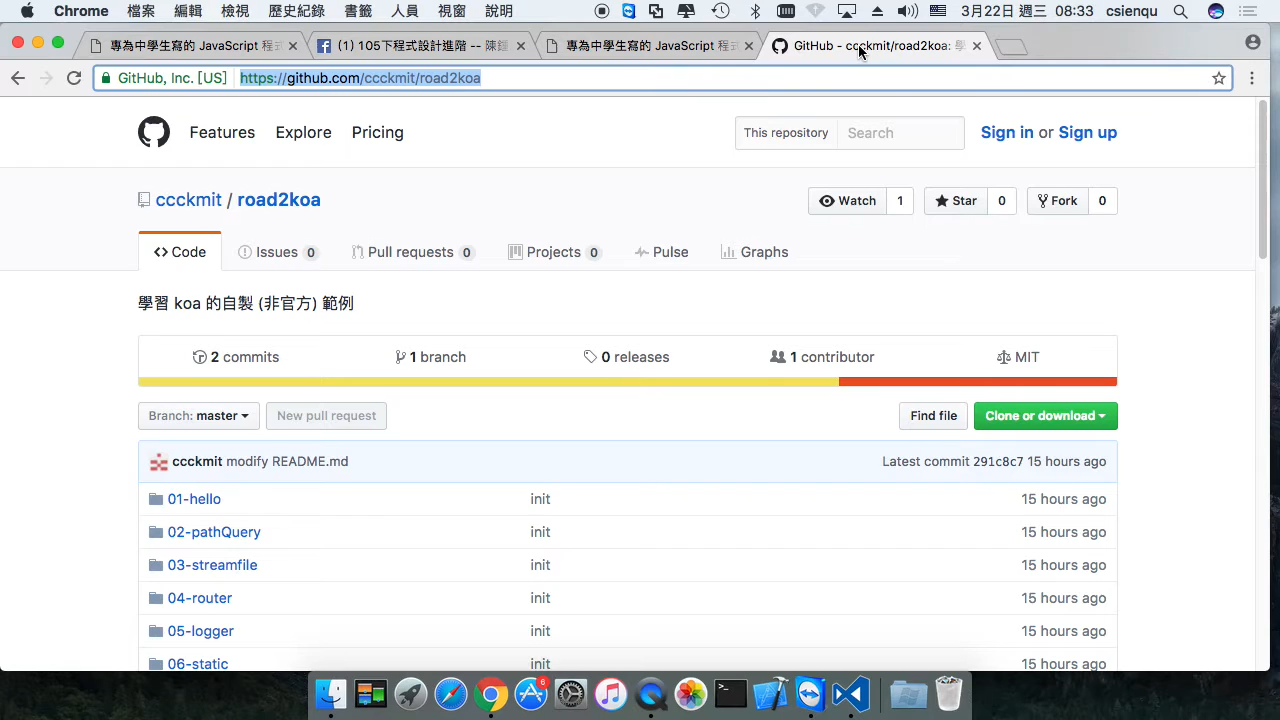 Chrome 檔案 編輯 檢視 歷史紀錄 書籤 人員 視窗 說明 3月22日 週三 08:33 csienqu
專為中學生寫的 JavaScript 程式 (1) 105下程式設計進階 -- 陳鍾 專為中學生寫的 JavaScript 程式 GitHub - ccckmit/road2koa: 學
GitHub, Inc. [US] https://github.com/ccckmit/road2koa
Features Explore Pricing This repository Search Sign in or Sign up
ccckmit / road2koa Watch 1 Star 0 Fork 0
Code Issues 0 Pull requests 0 Projects 0 Pulse Graphs
學習 koa 的自製 (非官方) 範例
2 commits 1 branch 0 releases 1 contributor MIT
Branch: master New pull request Find file Clone or download
ccckmit modify README.md Latest commit 291c8c7 15 hours ago
01-hello init 15 hours ago
02-pathQuery init 15 hours ago
03-streamfile init 15 hours ago
04-router init 15 hours ago
05-logger init 15 hours ago
06-static init 15 hours ago
6